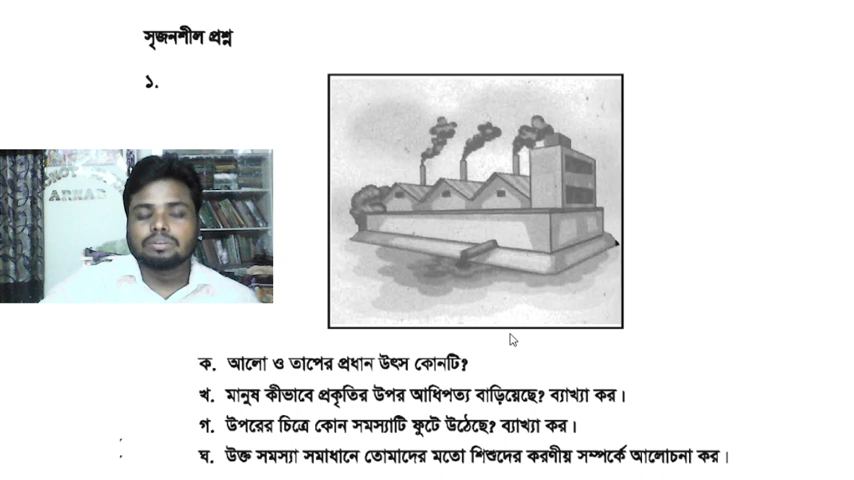 সৃজনশীল প্রশ্ন
১.
ক. আলো ও তাপের প্রধান উৎস কোনটি?
খ. মানুষ কীভাবে প্রকৃতির উপর আধিপত্য বাড়িয়েছে? ব্যাখ্যা কর।
গ. উপরের চিত্রে কোন সমস্যাটি ফুটে উঠেছে? ব্যাখ্যা কর।
ঘ. উক্ত সমস্যা সমাধানে তোমাদের মতো শিশুদের করণীয় সম্পর্কে আলোচনা কর।